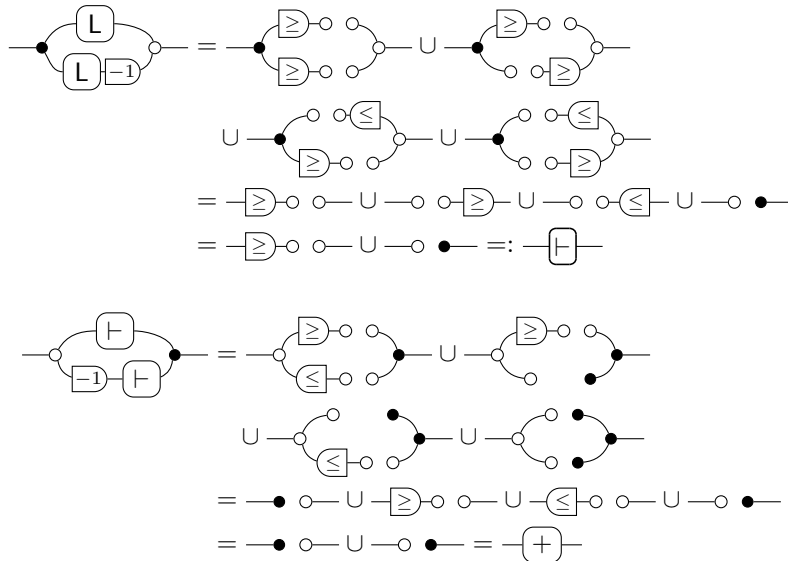 L L −1 = ≥ ≥ ∪ ≥ ≥
∪ ≤ ≥ ∪ ≤ ≥
= ≥ ∪ ≥ ∪ ≤ ∪
= ≥ ∪ =: ⊢
⊢ −1 ⊢ = ≥ ≤ ∪ ≥
∪ ≤ ∪
= ∪ ≥ ∪ ≤ ∪
= ∪ = +